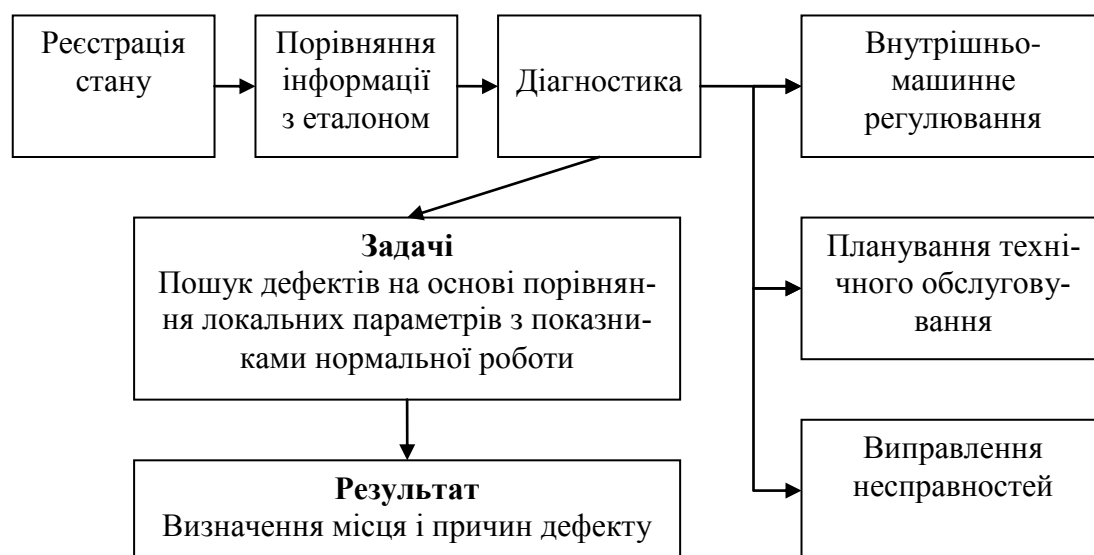 Реєстрація
стану
Порівняння
інформації
з еталоном
Діагностика
Внутрішньо-
машинне
регулювання
Задачі
Пошук дефектів на основі порівнян-
ня локальних параметрів з показни-
ками нормальної роботи
Планування техні-
чного обслугову-
вання
Результат
Визначення місця і причин дефекту
Виправлення
несправностей